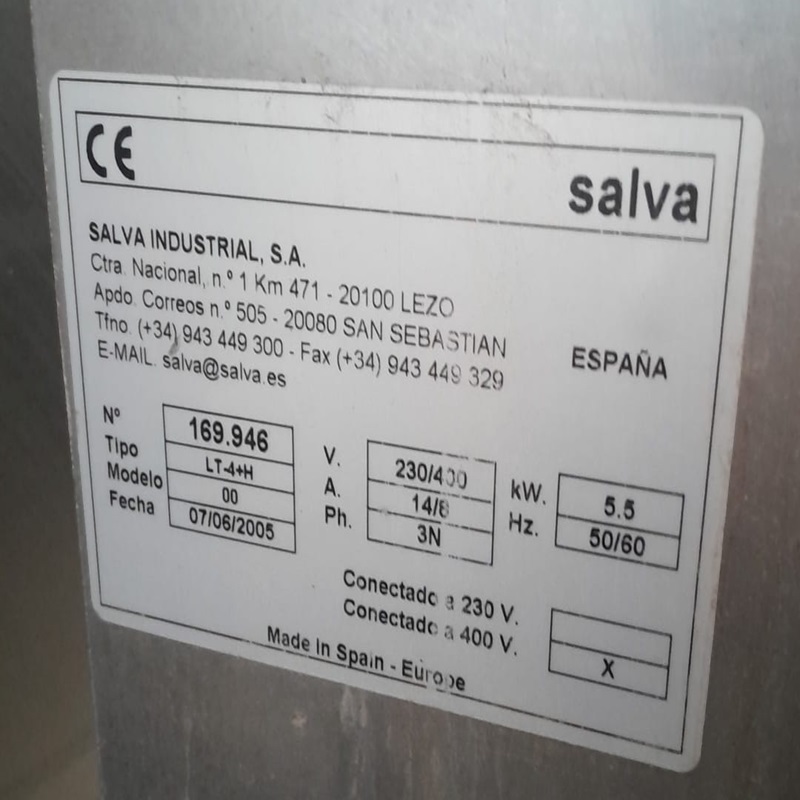 CE
salva
SALVA INDUSTRIAL, S.A.
Ctra. Nacional, n.º 1 Km 471 - 20100 LEZO
Apdo. Correos n.º 505 - 20080 SAN SEBASTIAN
Tfno. (+34) 943 449 300 - Fax (+34) 943 449 329
ESPAÑA
E-MAIL. salva@salva.es
Nº 169.946 V. 230/400 kW. 5.5
Tipo LT-4+H A. 14/8 Hz. 50/60
Modelo 00 Ph. 3N
Fecha 07/06/2005
Conectado a 230 V.
Conectado a 400 V. X
Made In Spain - Europe